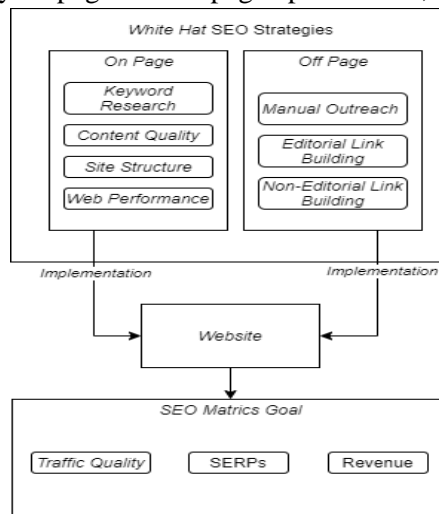 White Hat SEO Strategies
On Page
Keyword
Research
Content Quality
Site Structure
Web Performance
Off Page
Manual Outreach
Editorial Link
Building
Non-Editorial Link
Building
Implementation
Implementation
Website
SEO Matrics Goal
Traffic Quality
SERPs
Revenue